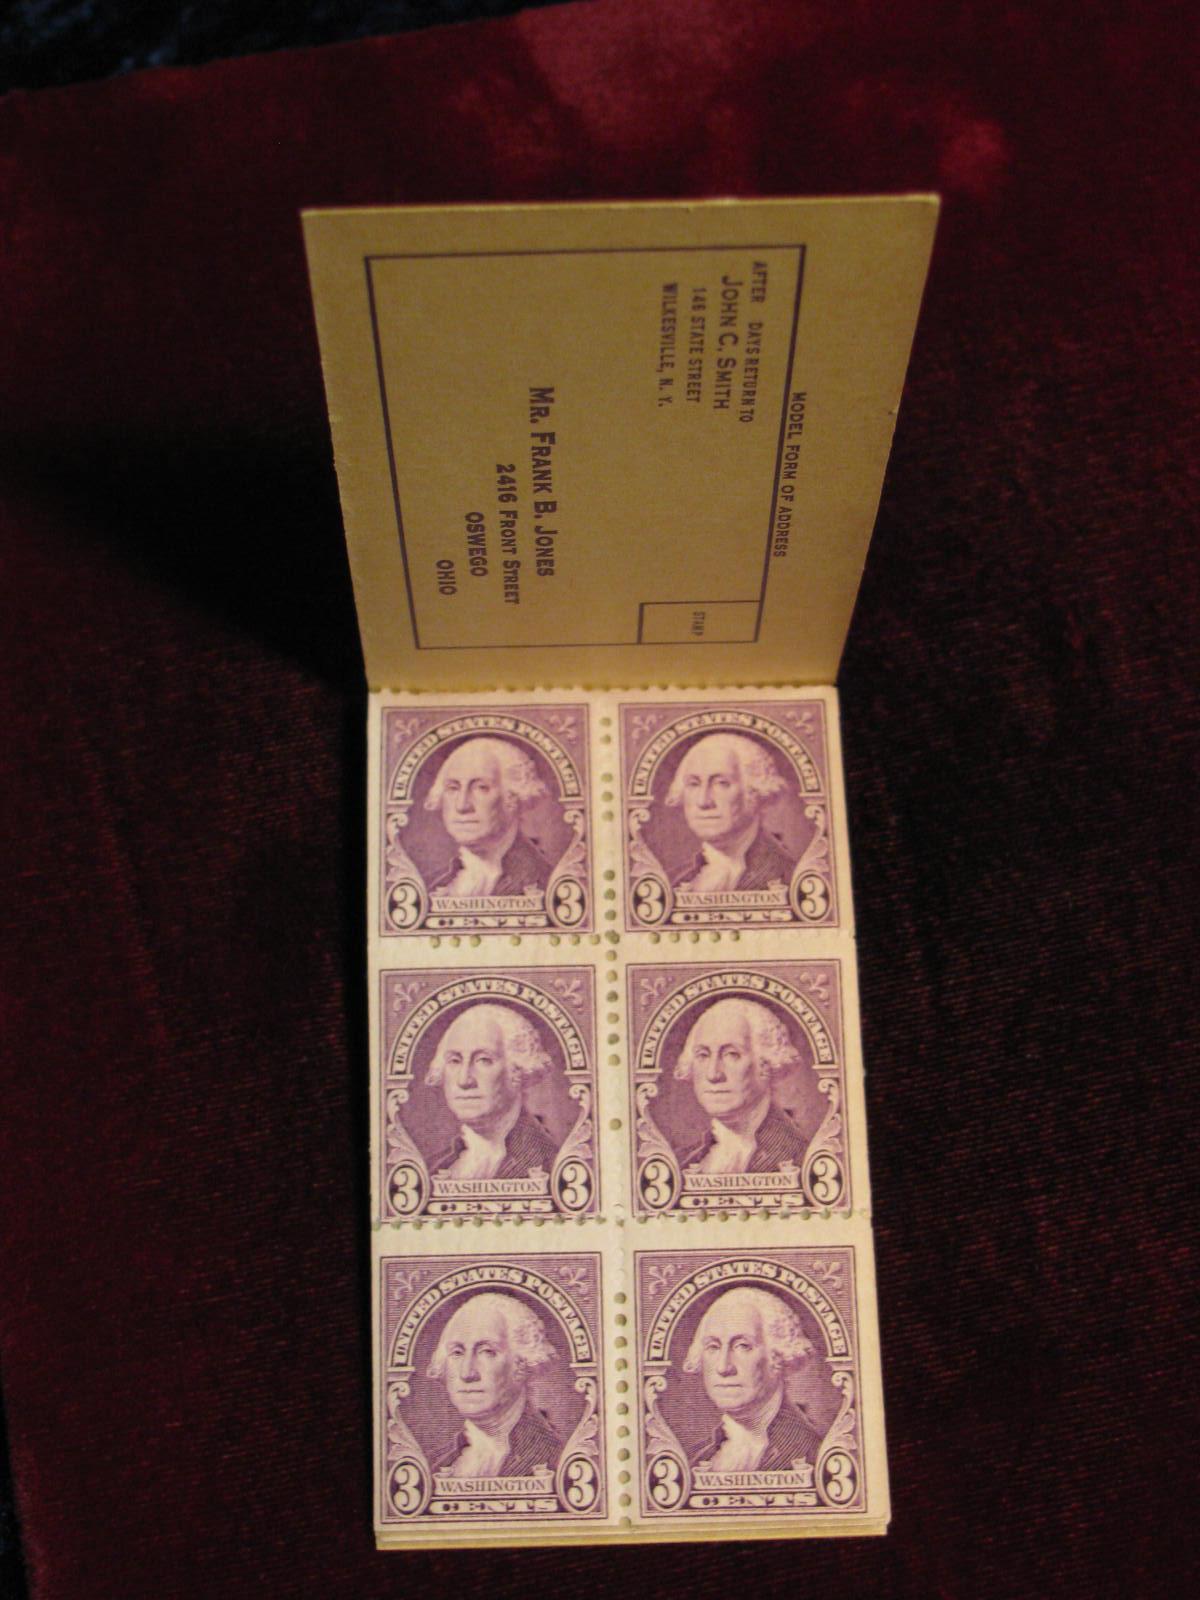 MODEL FORM OF ADDRESS
AFTER DAYS RETURN TO
JOHN C. SMITH
146 STATE STREET
WILKESVILLE, N. Y.
STAMP
MR. FRANK B. JONES
2416 FRONT STREET
OSWEGO
OHIO
UNITED STATES POSTAGE
3 WASHINGTON 3
CENTS
UNITED STATES POSTAGE
3 WASHINGTON 3
CENTS
UNITED STATES POSTAGE
3 WASHINGTON 3
CENTS
UNITED STATES POSTAGE
3 WASHINGTON 3
CENTS
UNITED STATES POSTAGE
3 WASHINGTON 3
CENTS
UNITED STATES POSTAGE
3 WASHINGTON 3
CENTS